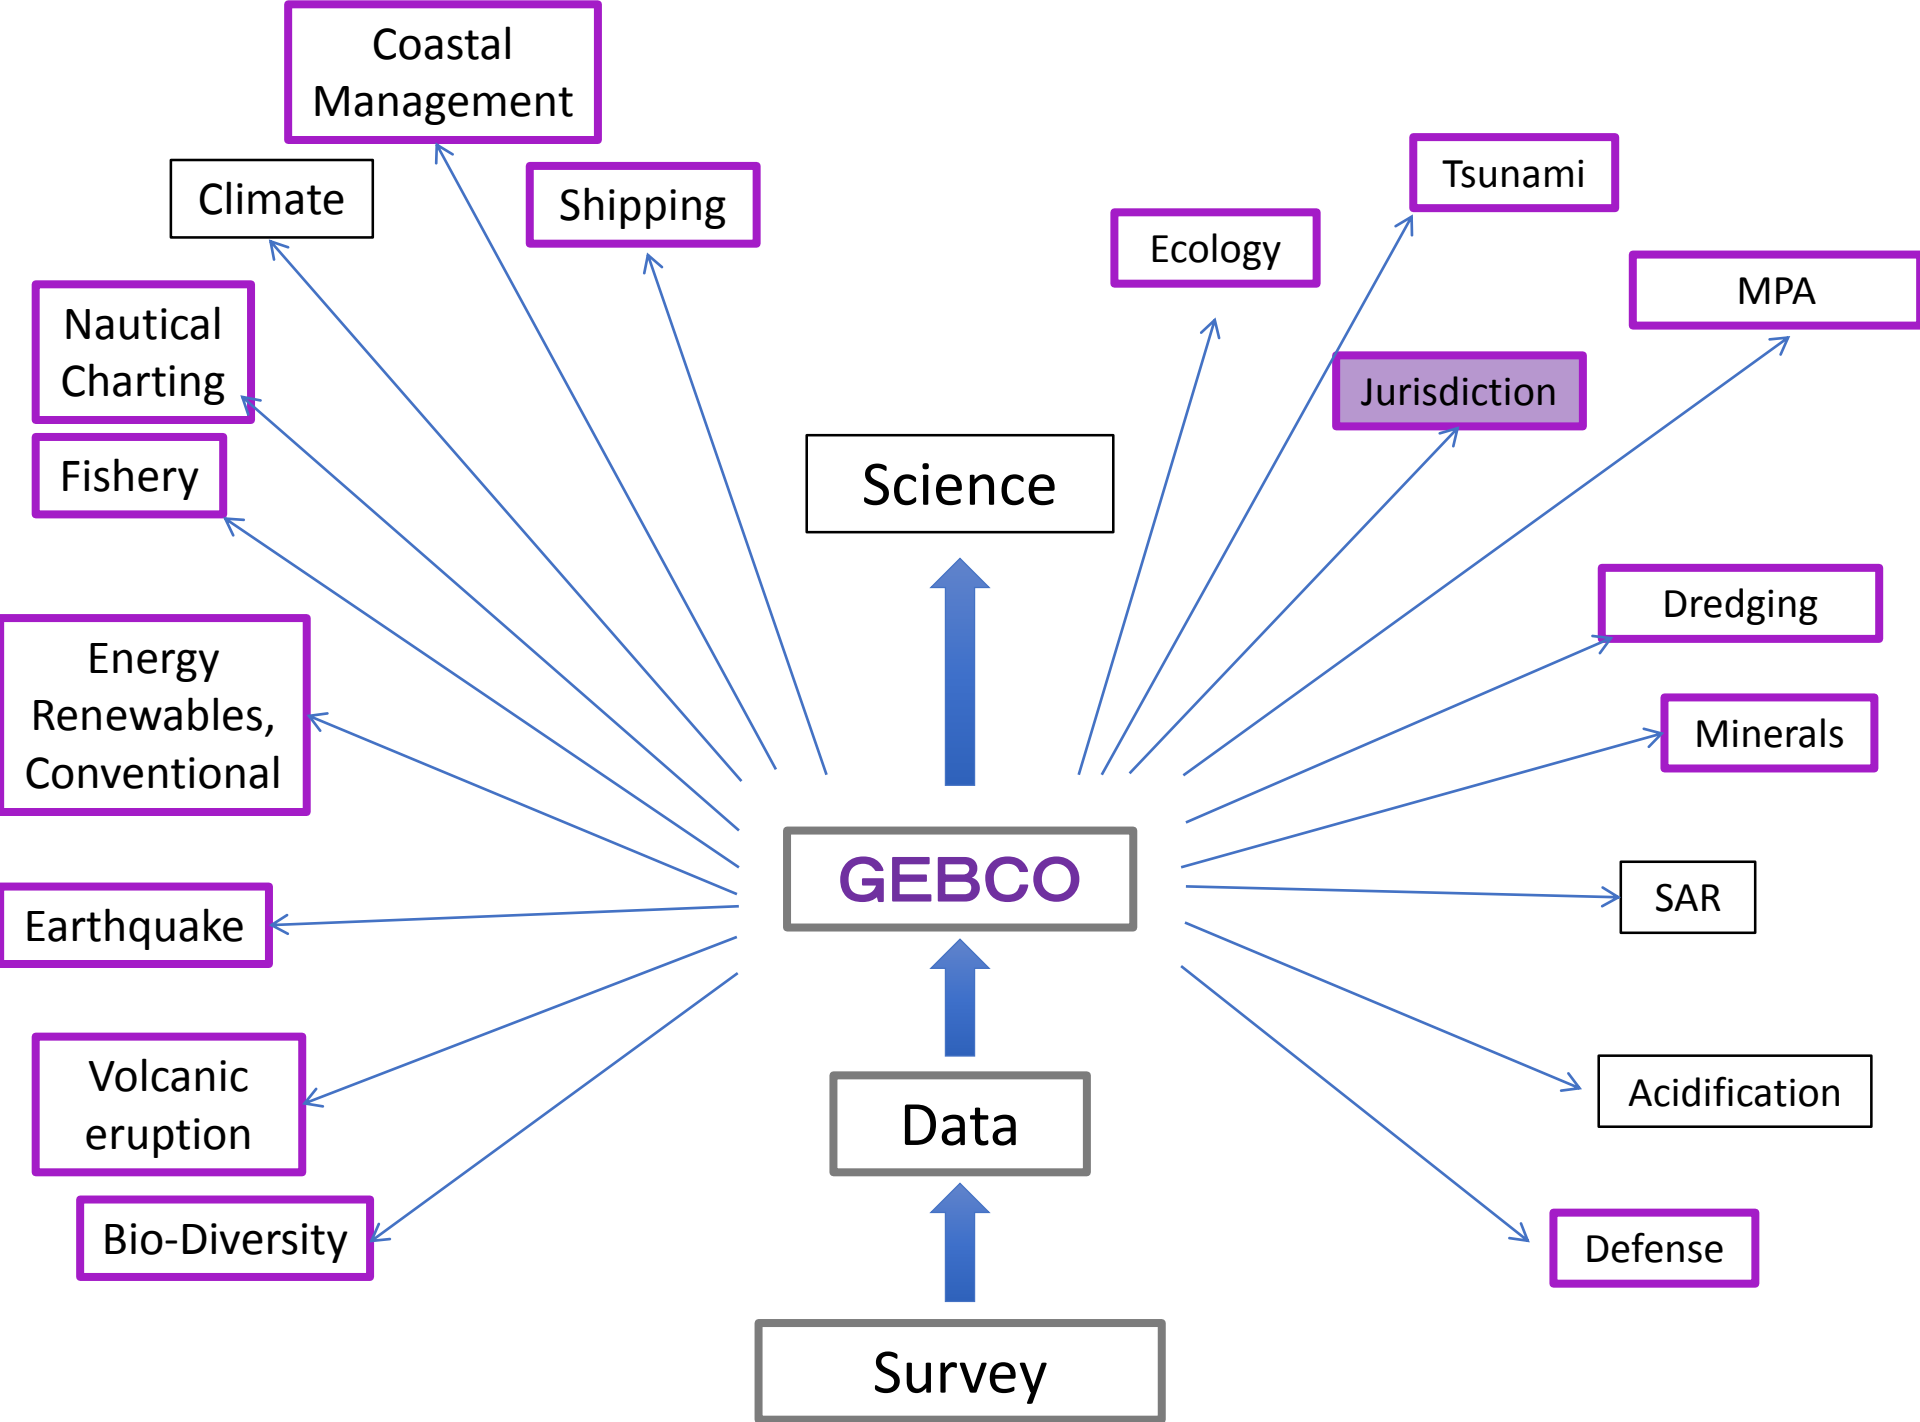 Coastal
Management
Climate
Shipping
Nautical
Charting
Fishery
Energy
Renewables,
Conventional
Earthquake
Volcanic
eruption
Bio-Diversity
Science
GEBCO
Data
Survey
Ecology
Tsunami
MPA
Jurisdiction
Dredging
Minerals
SAR
Acidification
Defense